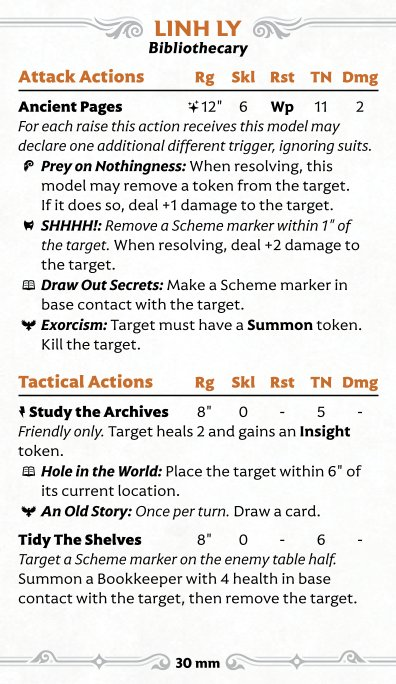 LINH LY
Bibliothecary
Attack Actions Rg Skl Rst TN Dmg
Ancient Pages 12" 6 Wp 11 2
For each raise this action receives this model may
declare one additional different trigger, ignoring suits.
Prey on Nothingness: When resolving, this
model may remove a token from the target.
If it does so, deal +1 damage to the target.
SHHHH!: Remove a Scheme marker within 1" of
the target. When resolving, deal +2 damage to
the target.
Draw Out Secrets: Make a Scheme marker in
base contact with the target.
Exorcism: Target must have a Summon token.
Kill the target.
Tactical Actions Rg Skl Rst TN Dmg
Study the Archives 8" 0 - 5 -
Friendly only. Target heals 2 and gains an Insight
token.
Hole in the World: Place the target within 6" of
its current location.
An Old Story: Once per turn. Draw a card.
Tidy The Shelves 8" 0 - 6 -
Target a Scheme marker on the enemy table half.
Summon a Bookkeeper with 4 health in base
contact with the target, then remove the target.
30 mm